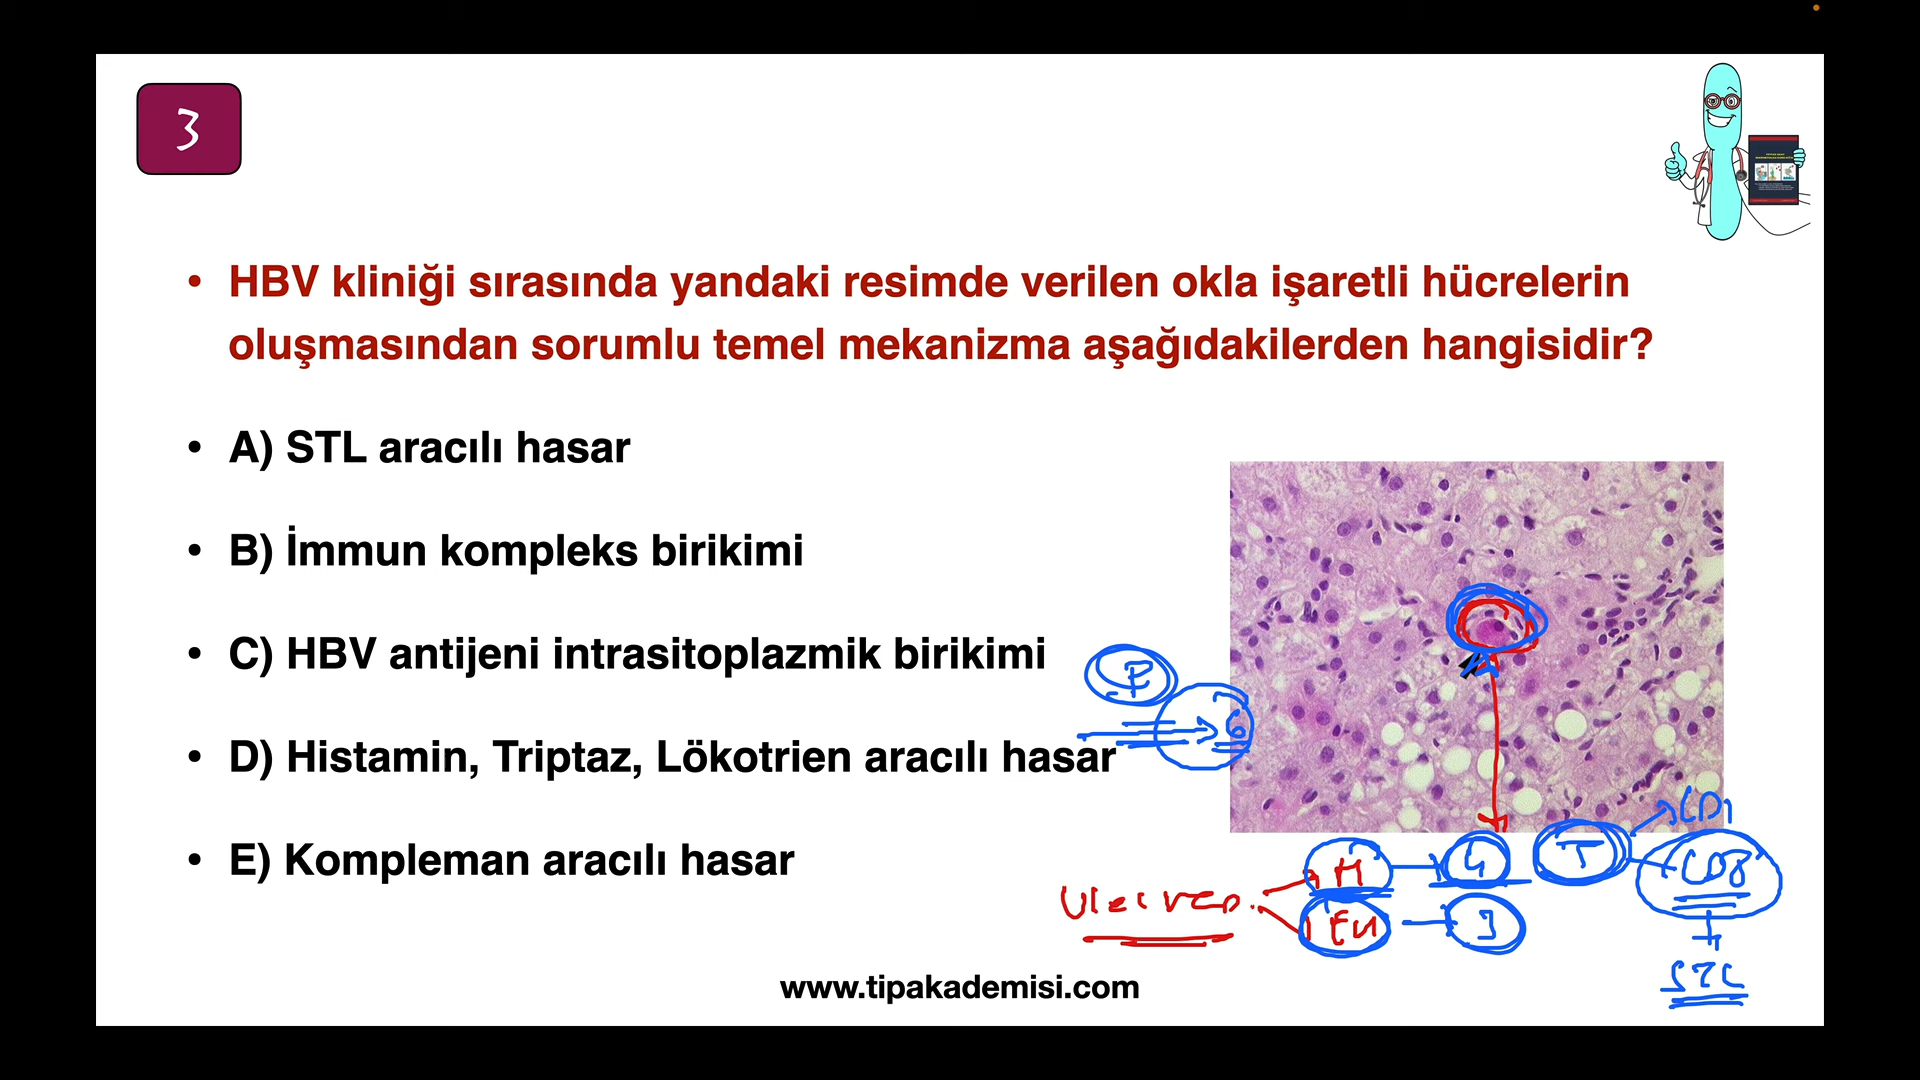 3
• HBV kliniği sırasında yandaki resimde verilen okla işaretli hücrelerin
oluşmasından sorumlu temel mekanizma aşağıdakilerden hangisidir?
• A) STL aracılı hasar
• B) İmmun kompleks birikimi
• C) HBV antijeni intrasitoplazmik birikimi
• D) Histamin, Triptaz, Lökotrien aracılı hasar
• E) Kompleman aracılı hasar
E
6
H
4
T
CD8
www.tipakademisi.com